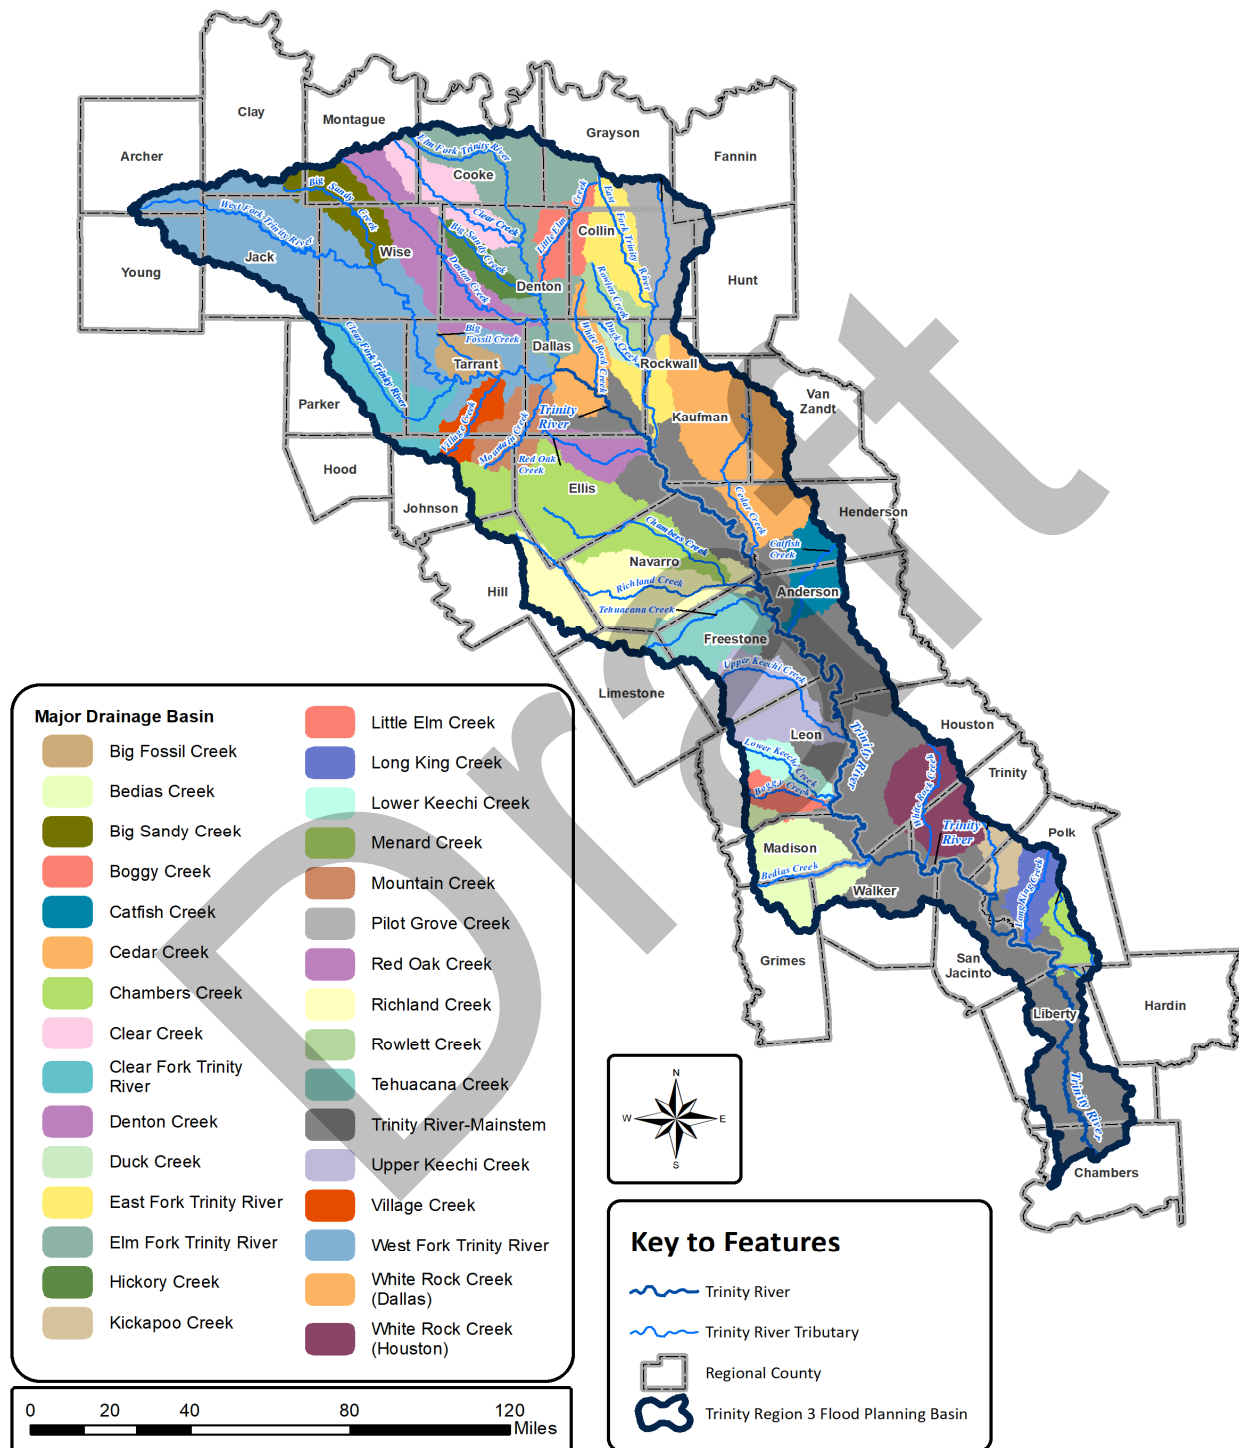 Clay
Montague
Grayson
Archer
Fannin
Elm Fork Trinity River
Cooke
Big Sandy Creek
West Fork Trinity River
Clear Creek
Little Elm Creek
East Fork Trinity River
Collin
Big Sandy Creek
Wise
Jack
Young
Denton Creek
Denton
Rowlett Creek
Hunt
Clear Fork Trinity River
Big
Fossil Creek
Dallas
White Rock Creek
Duck Creek
Tarrant
Rockwall
Parker
Van
Zandt
Trinity
River
Kaufman
Village Creek
Mountain Creek
Hood
Red Oak
Creek
Ellis
Johnson
Cedar Creek
Henderson
Chambers Creek
Catfish
Creek
Navarro
Richland Creek
Hill
Anderson
Tehuacana Creek
Freestone
Upper Keechi Creek
Limestone
Leon
Trinity River
Houston
Lower Keechi Creek
Boggy Creek
White Rock Creek
Trinity
Trinity
River
Polk
Madison
Bedias Creek
Walker
Long King Creek
Grimes
San
Jacinto
Liberty
Hardin
Trinity River
Chambers
Draft
Major Drainage Basin
Big Fossil Creek
Bedias Creek
Big Sandy Creek
Boggy Creek
Catfish Creek
Cedar Creek
Chambers Creek
Clear Creek
Clear Fork Trinity
River
Denton Creek
Duck Creek
East Fork Trinity River
Elm Fork Trinity River
Hickory Creek
Kickapoo Creek
Little Elm Creek
Long King Creek
Lower Keechi Creek
Menard Creek
Mountain Creek
Pilot Grove Creek
Red Oak Creek
Richland Creek
Rowlett Creek
Tehuacana Creek
Trinity River-Mainstem
Upper Keechi Creek
Village Creek
West Fork Trinity River
White Rock Creek
(Dallas)
White Rock Creek
(Houston)
N
W E
S
Key to Features
Trinity River
Trinity River Tributary
Regional County
Trinity Region 3 Flood Planning Basin
0 20 40 80 120
Miles